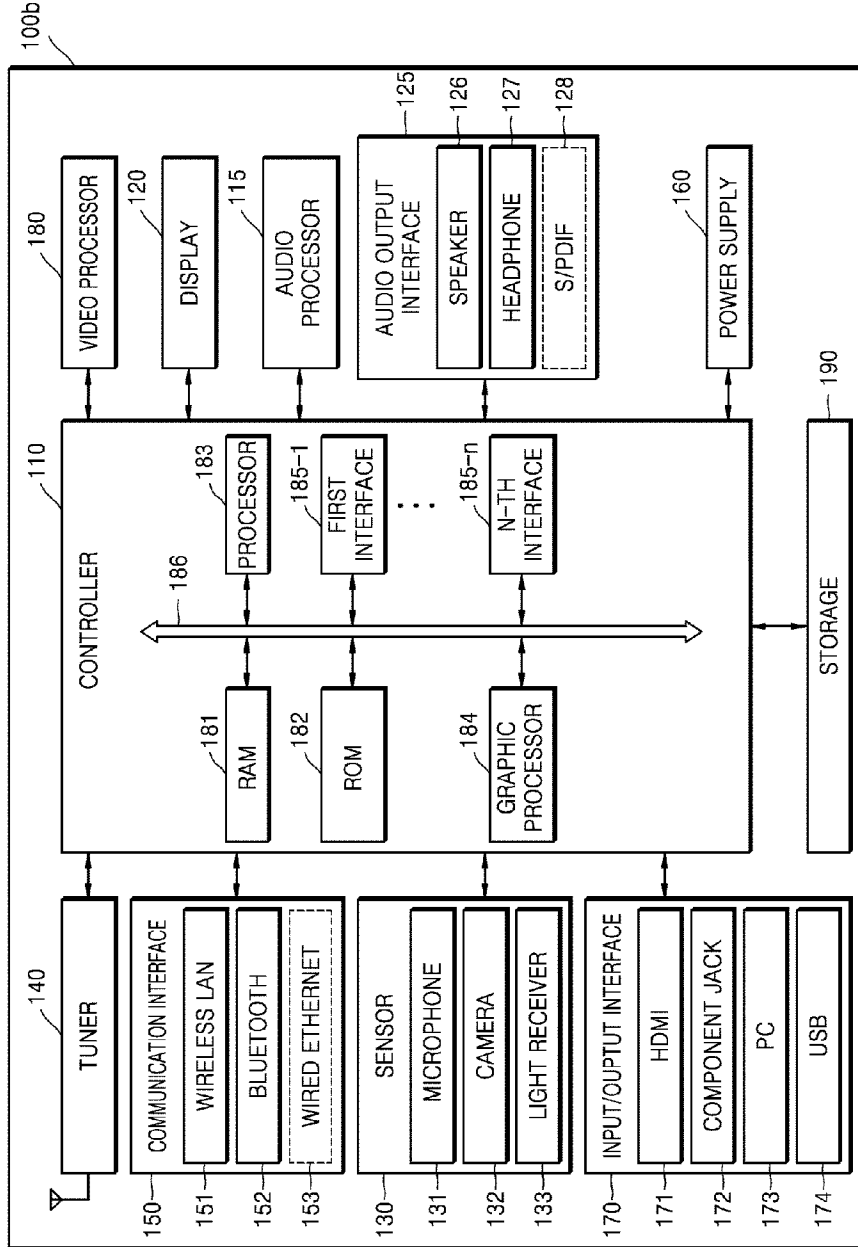 100b
140
TUNER
150
COMMUNICATION INTERFACE
151
WIRELESS LAN
152
BLUETOOTH
153
WIRED ETHERNET
130
SENSOR
131
MICROPHONE
132
CAMERA
133
LIGHT RECEIVER
170
INPUT/OUPTUT INTERFACE
171
HDMI
172
COMPONENT JACK
173
PC
174
USB
110
CONTROLLER
181
RAM
182
ROM
184
GRAPHIC
PROCESSOR
186
183
PROCESSOR
185-1
FIRST
INTERFACE
...
185-n
N-TH
INTERFACE
190
STORAGE
180
VIDEO PROCESSOR
120
DISPLAY
115
AUDIO
PROCESSOR
125
AUDIO OUTPUT
INTERFACE
126
SPEAKER
127
HEADPHONE
128
S/PDIF
160
POWER SUPPLY